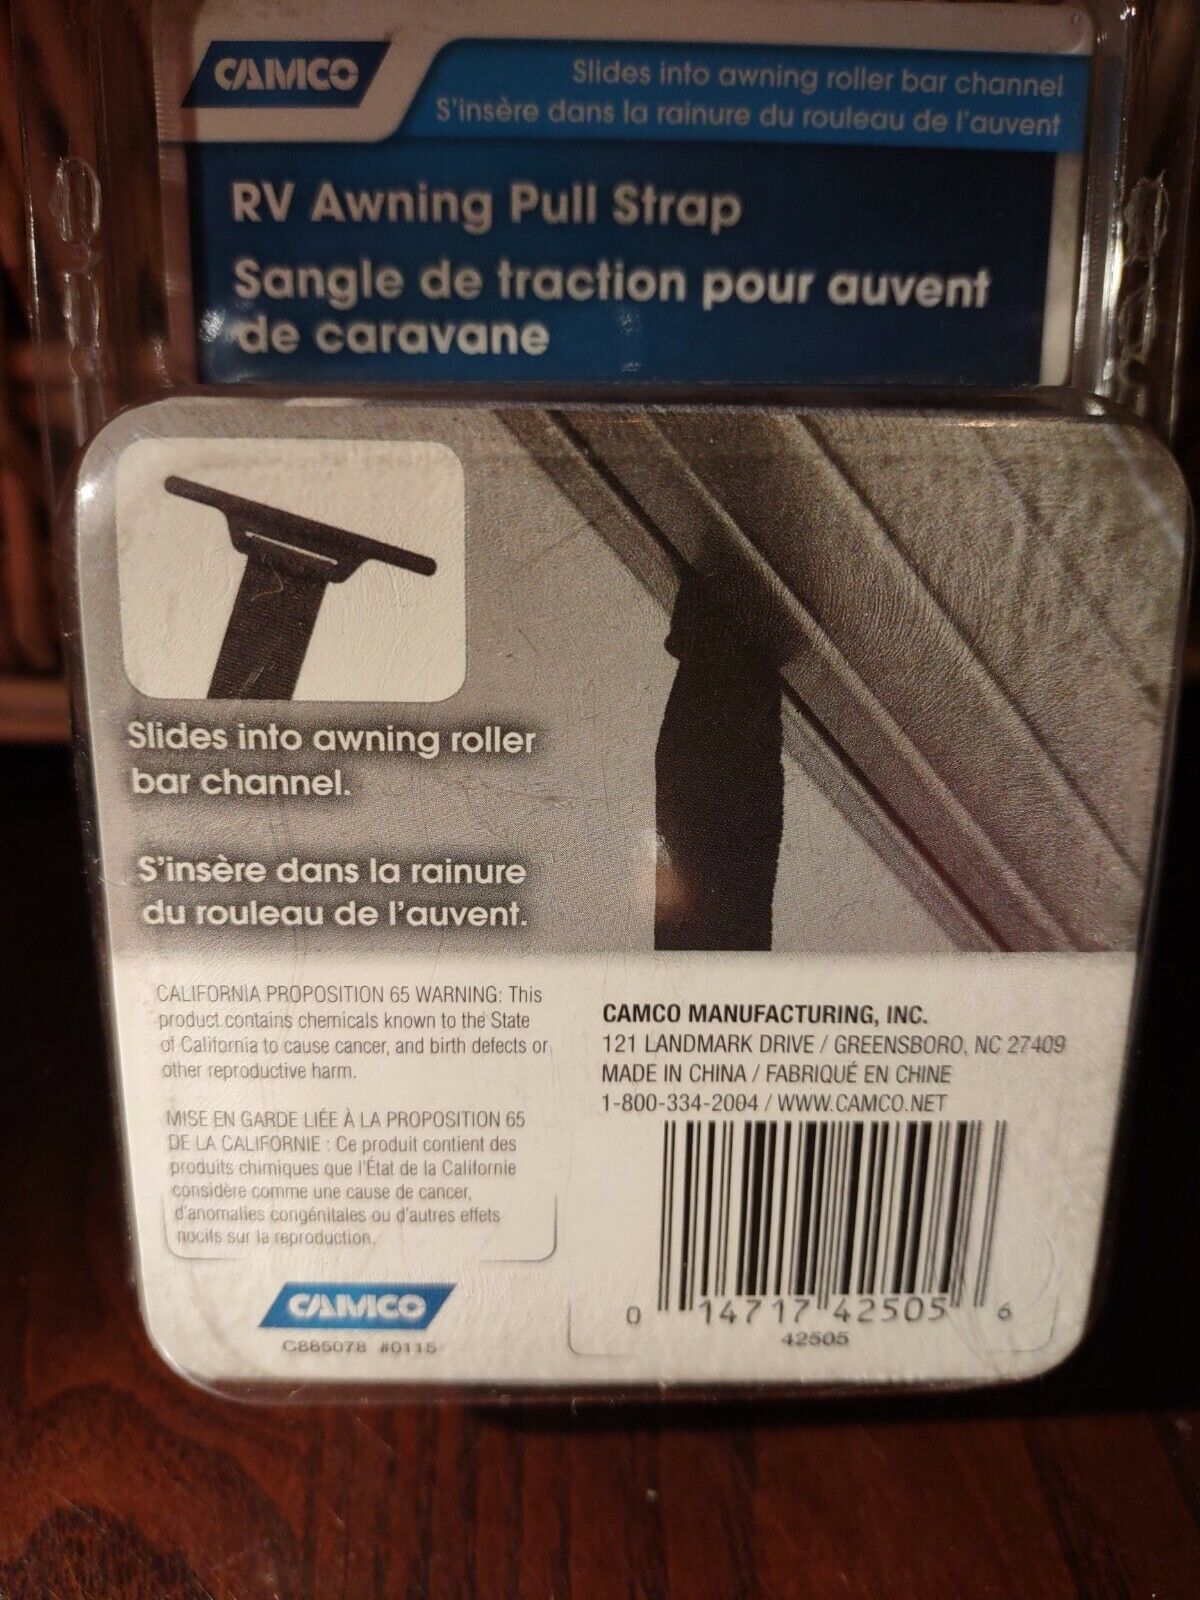 CAMCO
Slides into awning roller bar channel
S'insère dans la rainure du rouleau de l'auvent
RV Awning Pull Strap
Sangle de traction pour auvent
de caravane
Slides into awning roller
bar channel.
S'insère dans la rainure
du rouleau de l'auvent.
CALIFORNIA PROPOSITION 65 WARNING: This
product contains chemicals known to the State
of California to cause cancer, and birth defects or
other reproductive harm.
MISE EN GARDE LIÉE À LA PROPOSITION 65
DE LA CALIFORNIE : Ce produit contient des
produits chimiques que l'État de la Californie
considère comme une cause de cancer,
d'anomalies congénitales ou d'autres effets
nocifs sur la reproduction.
CAMCO
C885078 #0115
CAMCO MANUFACTURING, INC.
121 LANDMARK DRIVE / GREENSBORO, NC 27409
MADE IN CHINA / FABRIQUÉ EN CHINE
1-800-334-2004 / WWW.CAMCO.NET
0 14717 42505 6
42505